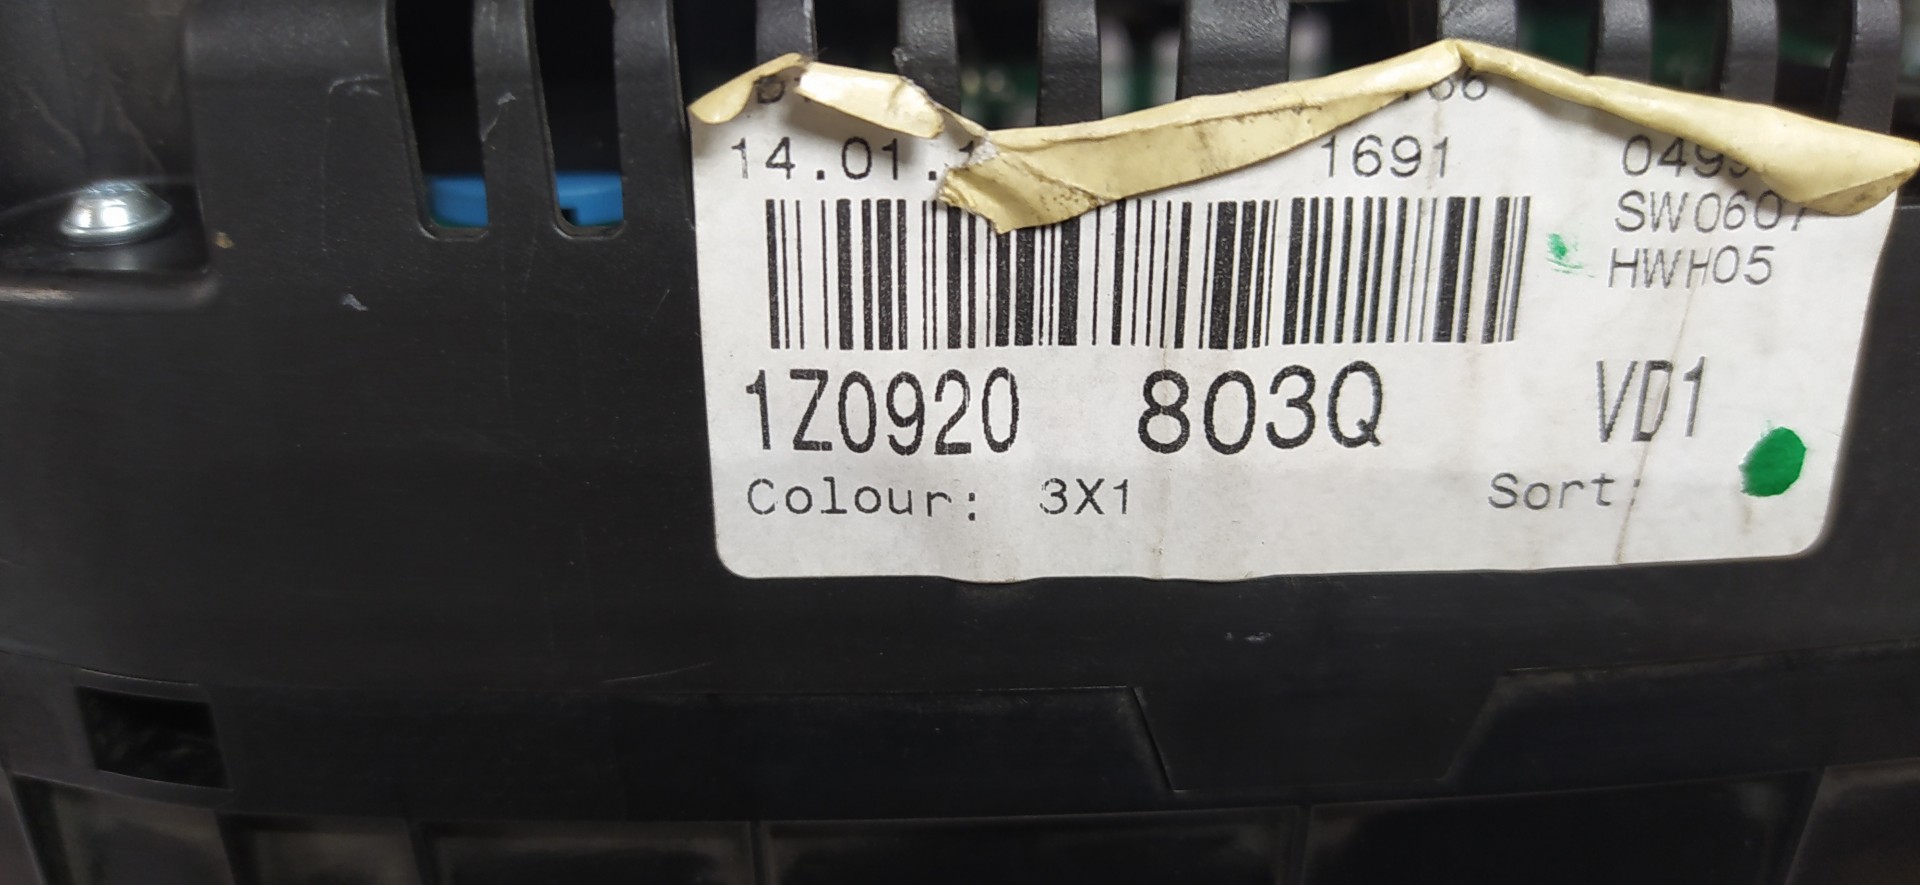 14.01. 1691
SW0607
HWH05
1Z0920 803Q VD1
Colour: 3X1 Sort: